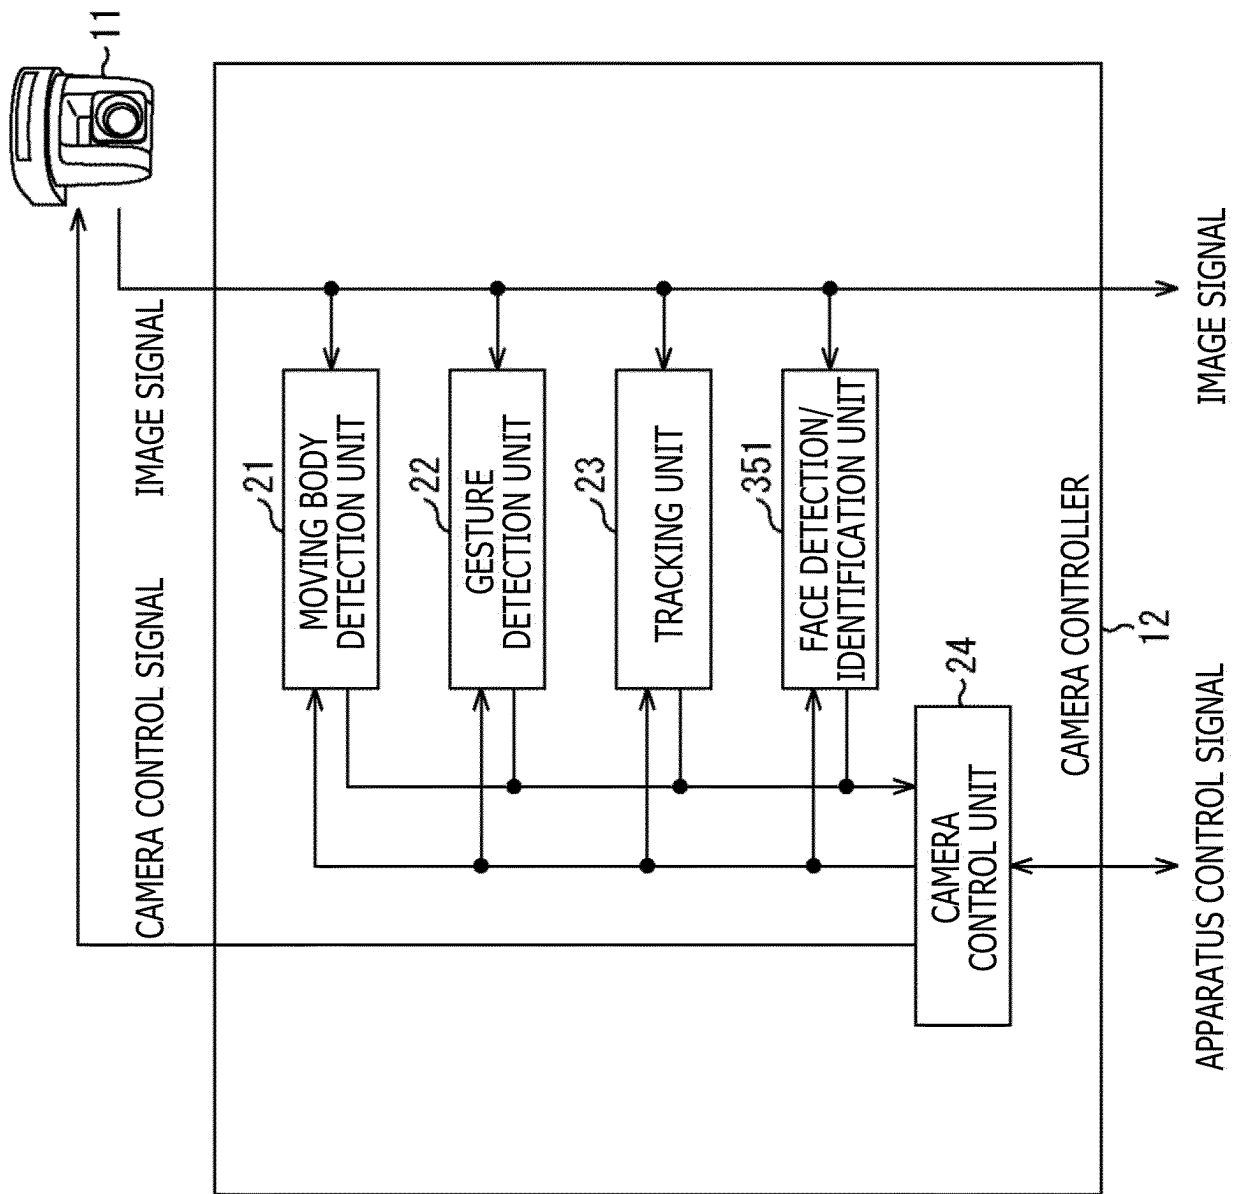 11
IMAGE SIGNAL
CAMERA CONTROL SIGNAL
21
MOVING BODY
DETECTION UNIT
22
GESTURE
DETECTION UNIT
23
TRACKING UNIT
351
FACE DETECTION/
IDENTIFICATION UNIT
24
CAMERA
CONTROL UNIT
CAMERA CONTROLLER
12
IMAGE SIGNAL
APPARATUS CONTROL SIGNAL